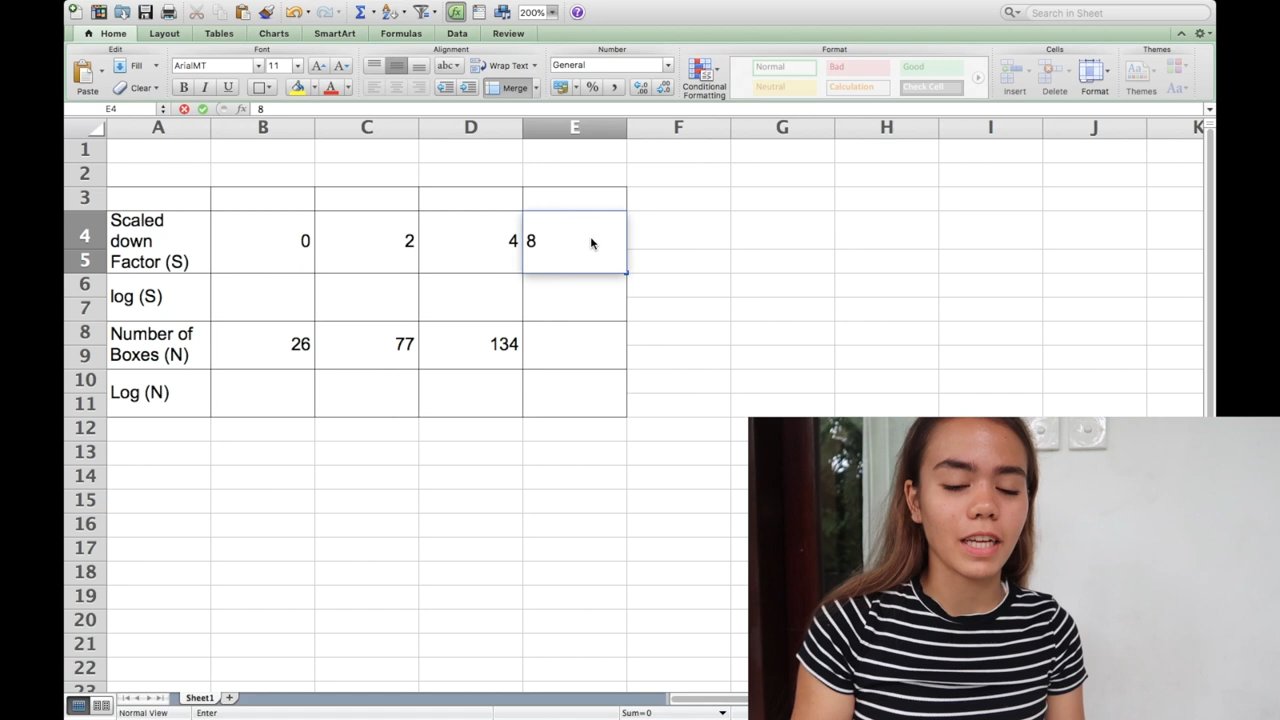 200%
Search in Sheet
Home Layout Tables Charts SmartArt Formulas Data Review
Edit Font Alignment Number Format Cells Themes
Paste Fill Clear
ArialMT 11
B I U A
abc Wrap Text Merge
General
% ,
Conditional Formatting
Normal Bad Good
Neutral Calculation Check Cell
Insert Delete Format
Themes Aa
E4 fx 8
A B C D E F G H I J K
1
2
3
4 Scaled down Factor (S) 0 2 4 8
5
6 log (S)
7
8 Number of Boxes (N) 26 77 134
9
10 Log (N)
11
12
13
14
15
16
17
18
19
20
21
22
23
Sheet1
Normal View Enter Sum=0